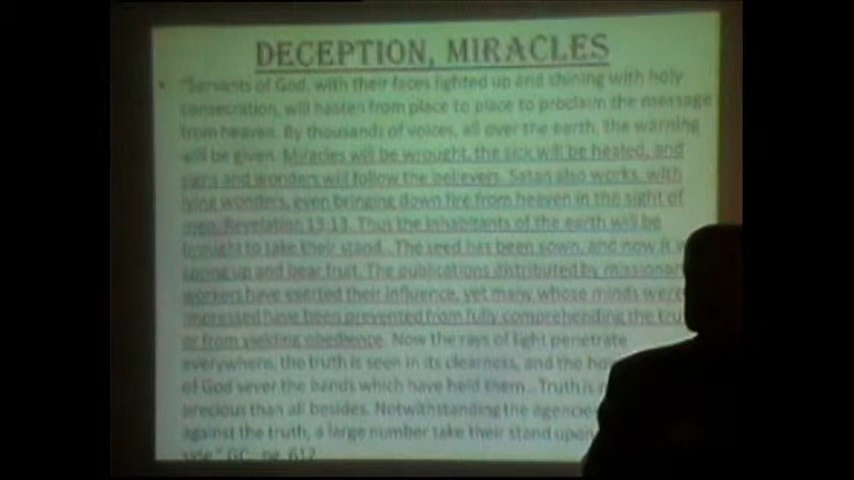 DECEPTION, MIRACLES
• "Servants of God, with their faces lighted up and shining with holy
consecration, will hasten from place to place to proclaim the message
from heaven. By thousands of voices, all over the earth, the warning
will be given. Miracles will be wrought, the sick will be healed, and
signs and wonders will follow the believers. Satan also works, with
lying wonders, even bringing down fire from heaven in the sight of
men. Revelation 13:13. Thus the inhabitants of the earth will be
brought to take their stand. The seed has been sown, and now it
spring up and bear fruit. The publications distributed by
workers have exerted their influence, yet many whose minds were
impressed have been prevented from fully comprehending the
or from yielding obedience. Now the rays of light penetrate
everywhere, the truth is seen in its clearness, and the
of God sever the bands which have held them... Truth is
precious than all besides. Notwithstanding the
against the truth, a large number take their stand upon
side." GC, pg. 612